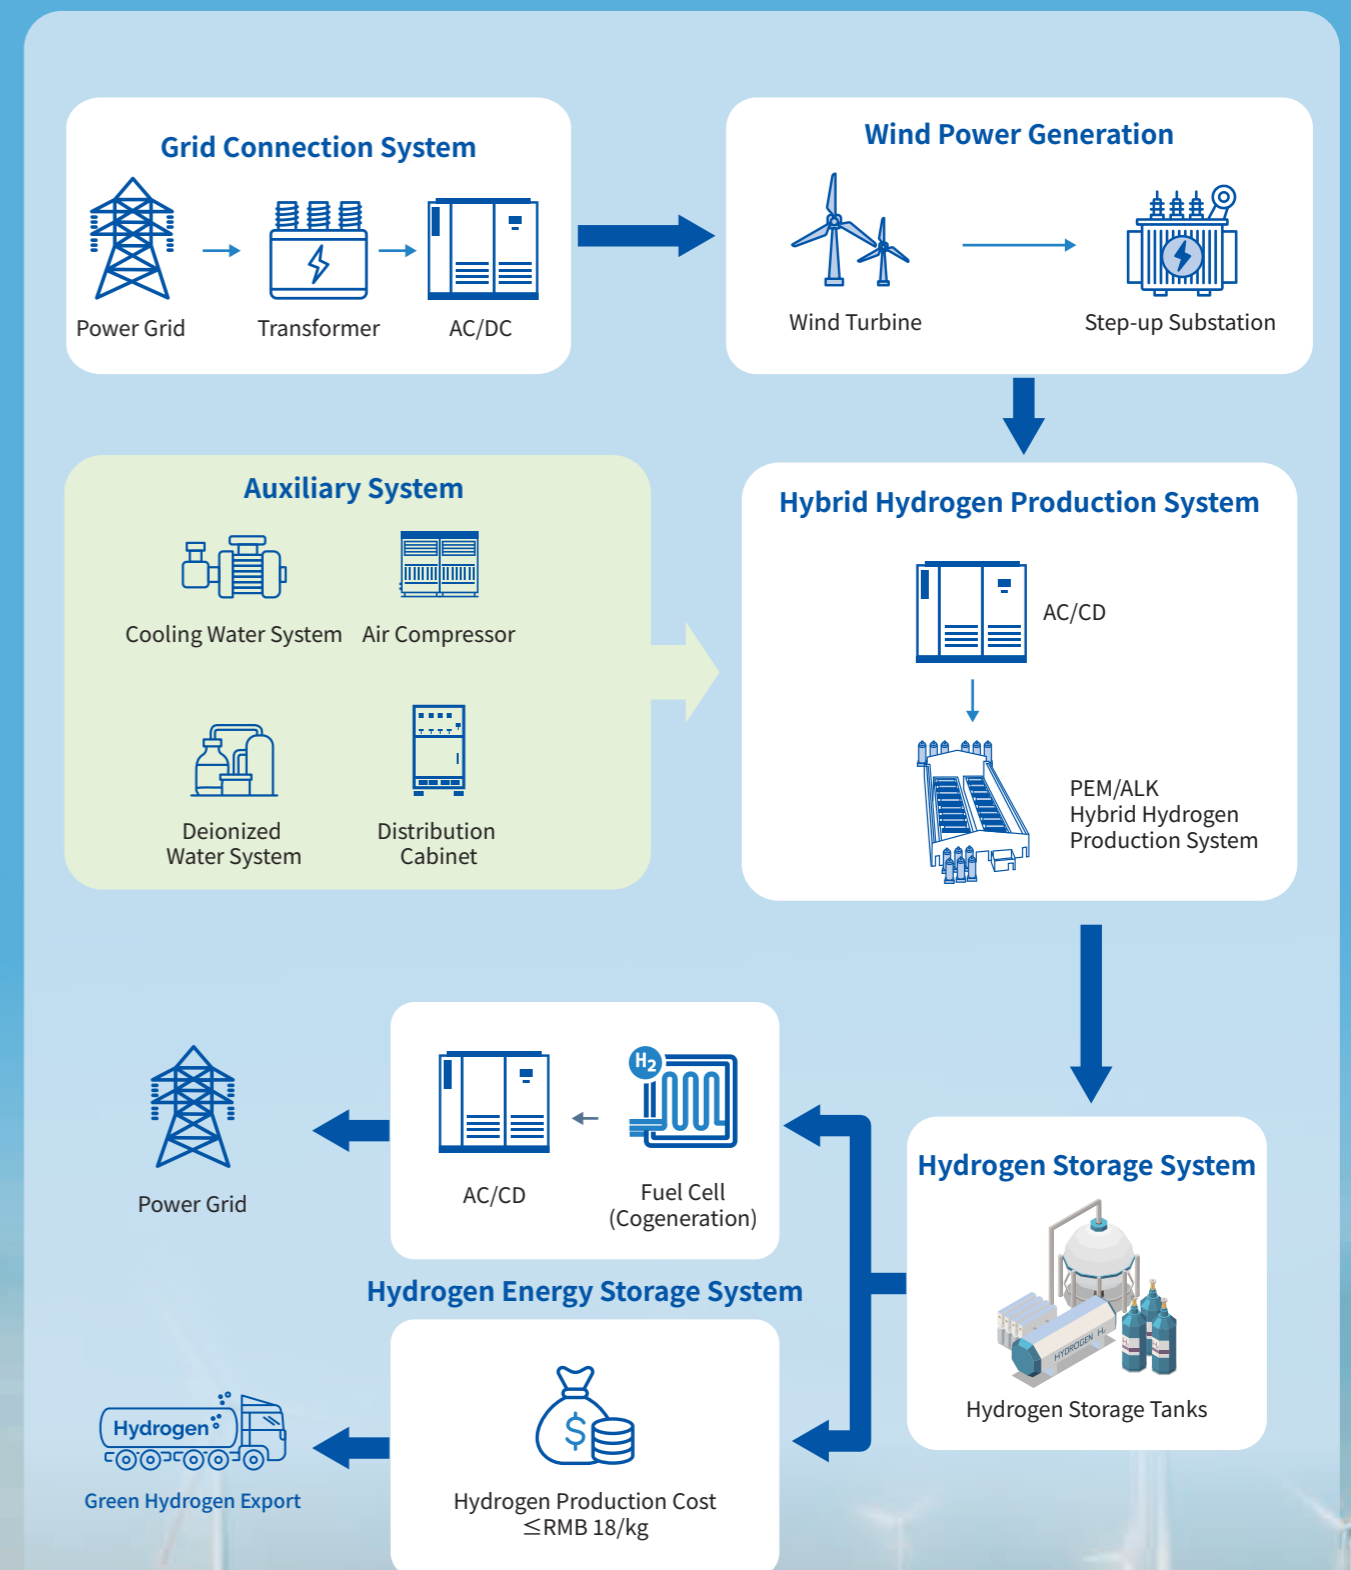 Grid Connection System
Power Grid
Transformer
AC/DC
Wind Power Generation
Wind Turbine
Step-up Substation
Auxiliary System
Cooling Water System
Air Compressor
Deionized
Water System
Distribution
Cabinet
Hybrid Hydrogen Production System
AC/CD
PEM/ALK
Hybrid Hydrogen
Production System
Power Grid
AC/CD
H2
Fuel Cell
(Cogeneration)
Hydrogen Energy Storage System
Hydrogen Storage System
HYDROGEN H₂
Hydrogen Storage Tanks
Hydrogen
Green Hydrogen Export
$
Hydrogen Production Cost
≦RMB 18/kg